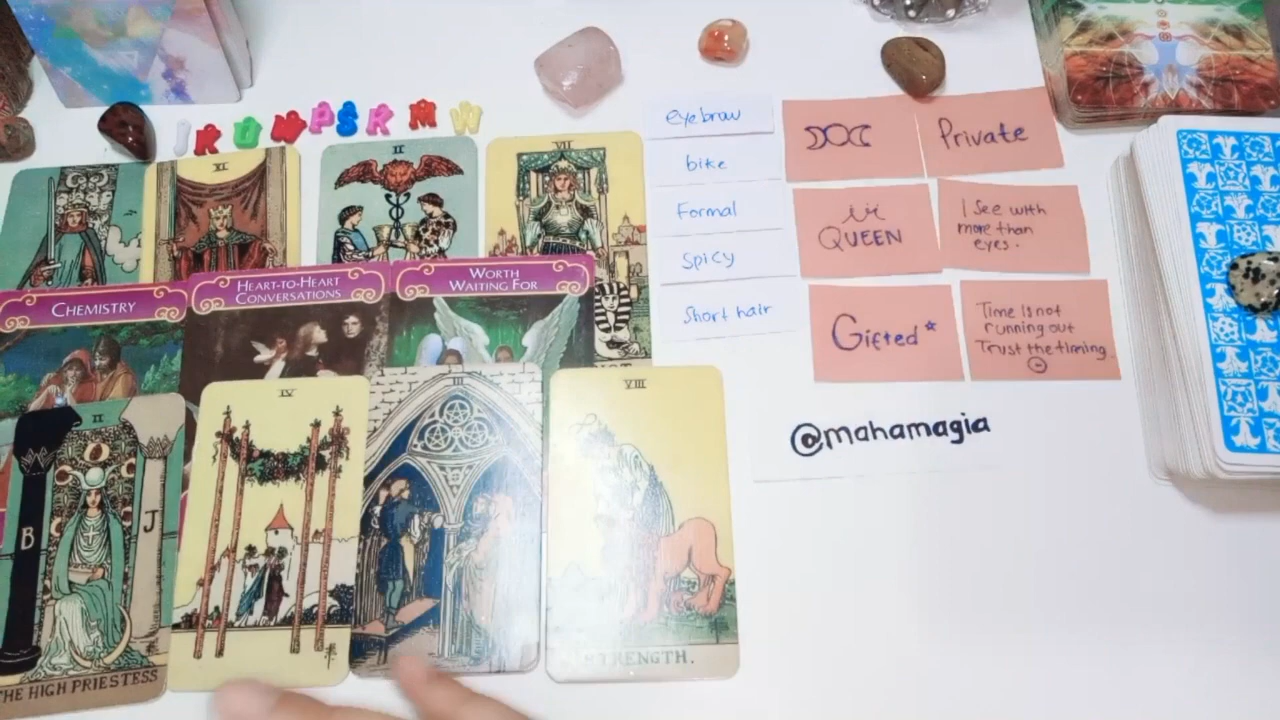 J K U W P S R M W
XI
II
VII
eyebrow
bike
Formal
Spicy
Short hair
Private
QUEEN
I See with
more than
eyes.
Gifted*
Time is not
running out
Trust the timing
@mahamagia
CHEMISTRY
HEART-TO-HEART
CONVERSATIONS
WORTH
WAITING FOR
II
B
J
THE HIGH PRIESTESS
IV
III
VIII
STRENGTH.